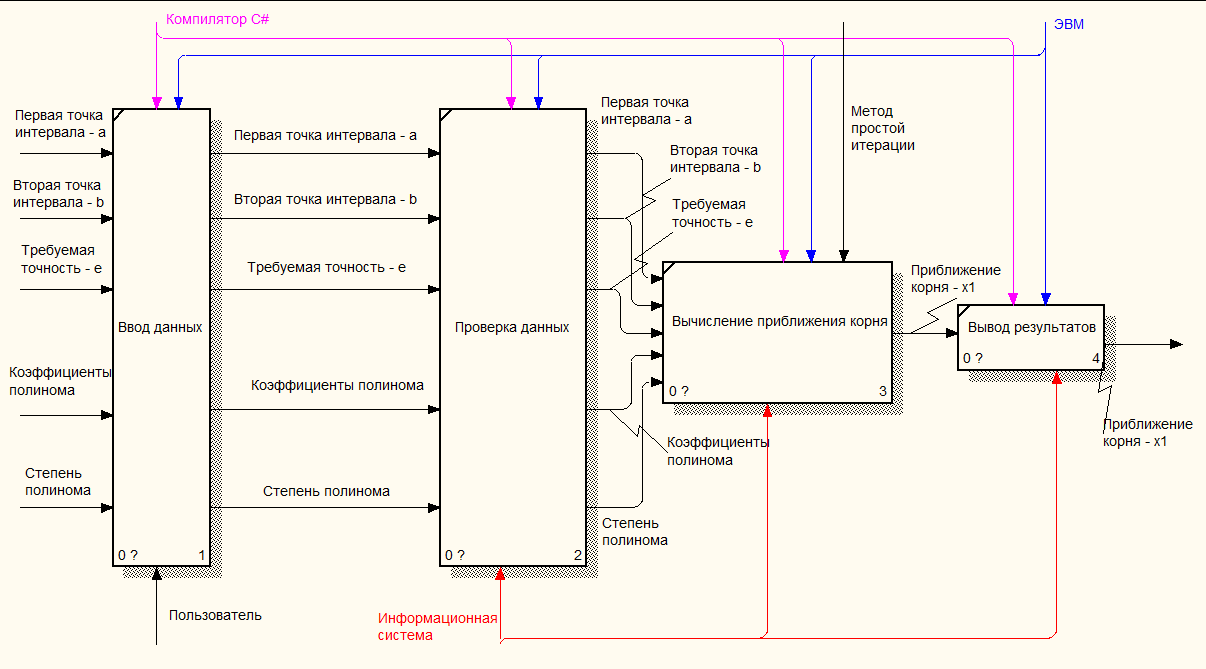 Компилятор C#
ЭВМ
Первая точка
интервала - a
Вторая точка
интервала - b
Требуемая
точность - e
Коэффициенты
полинома
Степень
полинома
Ввод данных
0 ?
1
Пользователь
Первая точка интервала - a
Вторая точка интервала - b
Требуемая точность - e
Коэффициенты полинома
Степень полинома
Проверка данных
0 ?
2
Информационная
система
Первая точка
интервала - a
Вторая точка
интервала - b
Требуемая
точность - e
Коэффициенты
полинома
Степень
полинома
Метод
простой
итерации
Вычисление приближения корня
0 ?
3
Приближение
корня - x1
Вывод результатов
0 ?
4
Приближение
корня - x1